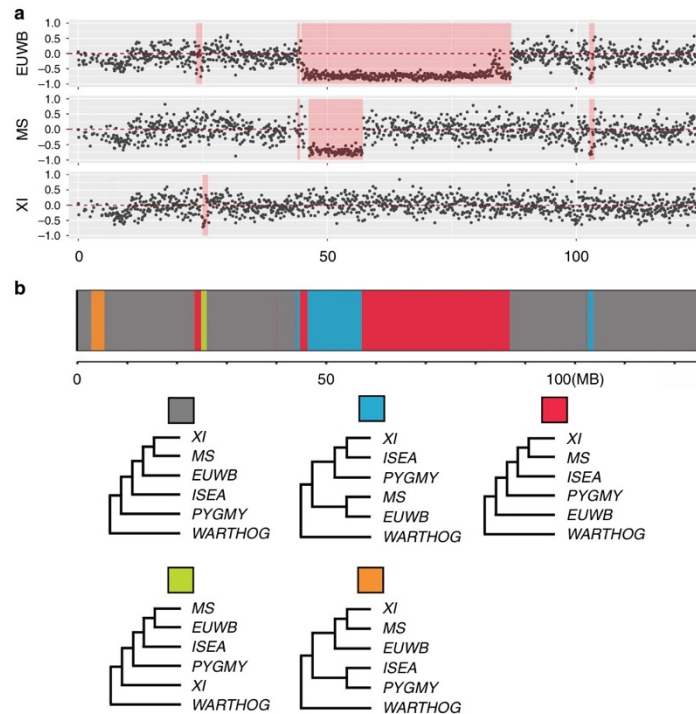 a
EUWB
1.0
0.5
0.0
−0.5
−1.0
MS
1.0
0.5
0.0
−0.5
−1.0
XI
1.0
0.5
0.0
−0.5
−1.0
0 50 100
b
0 50 100(MB)
XI
MS
EUWB
ISEA
PYGMY
WARTHOG
XI
ISEA
PYGMY
MS
EUWB
WARTHOG
XI
MS
ISEA
PYGMY
EUWB
WARTHOG
MS
EUWB
ISEA
PYGMY
XI
WARTHOG
XI
MS
EUWB
ISEA
PYGMY
WARTHOG